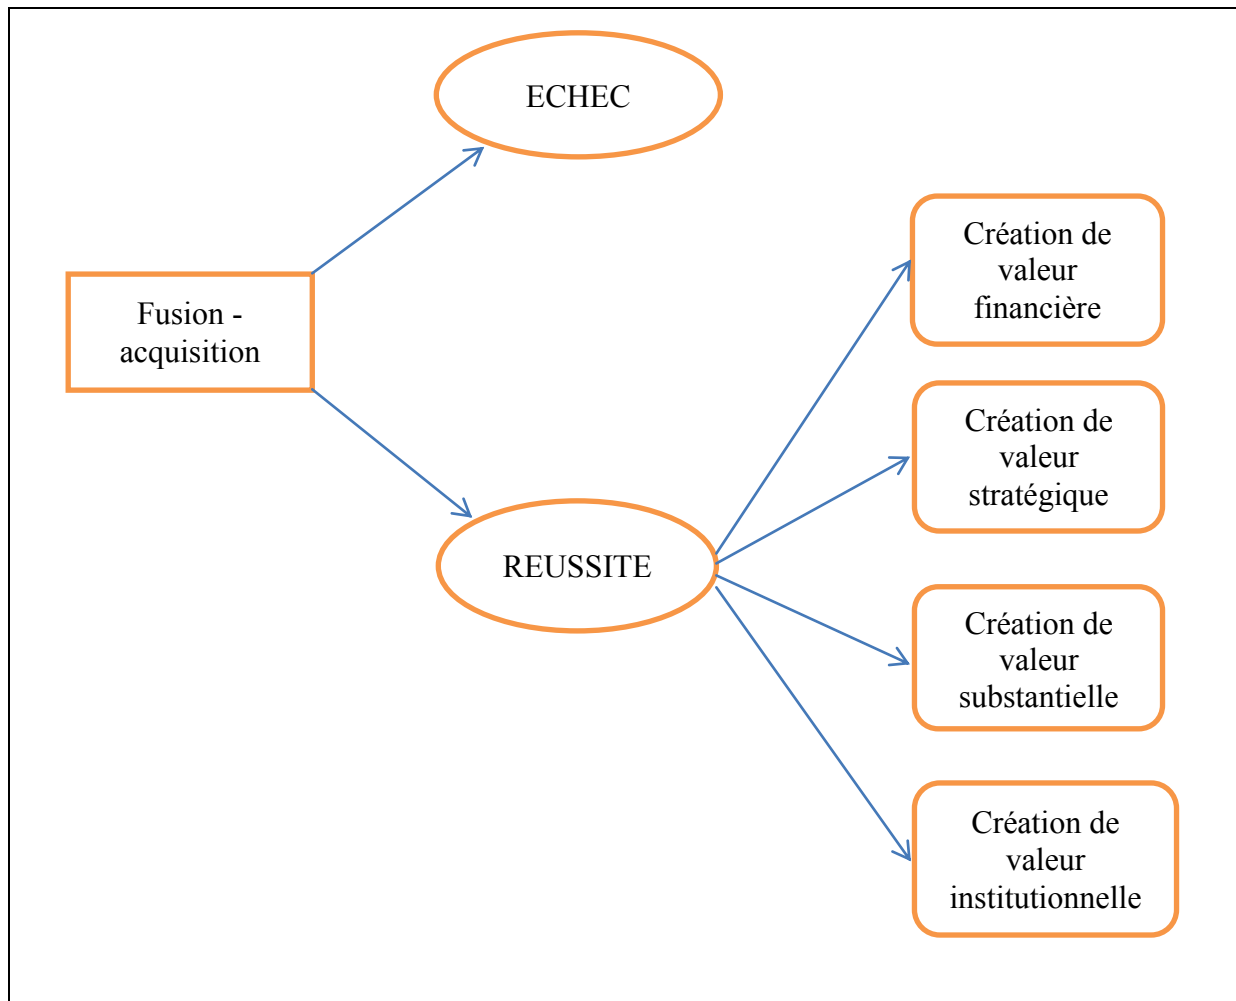 ECHEC
Fusion -
acquisition
REUSSITE
Création de
valeur
financière
Création de
valeur
stratégique
Création de
valeur
substantielle
Création de
valeur
institutionnelle